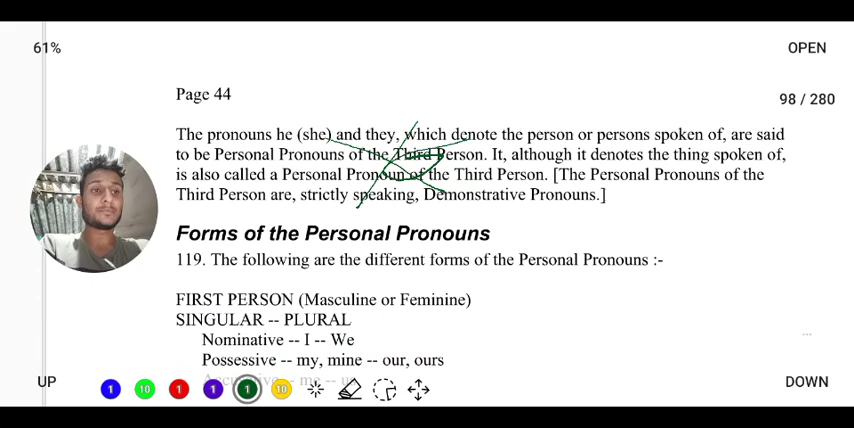 61%
OPEN
Page 44
98 / 280
The pronouns he (she) and they, which denote the person or persons spoken of, are said
to be Personal Pronouns of the Third Person. It, although it denotes the thing spoken of,
is also called a Personal Pronoun of the Third Person. [The Personal Pronouns of the
Third Person are, strictly speaking, Demonstrative Pronouns.]
Forms of the Personal Pronouns
119. The following are the different forms of the Personal Pronouns :-
FIRST PERSON (Masculine or Feminine)
SINGULAR -- PLURAL
Nominative -- I -- We
Possessive -- my, mine -- our, ours
UP
DOWN
1 10 1 1 1 10